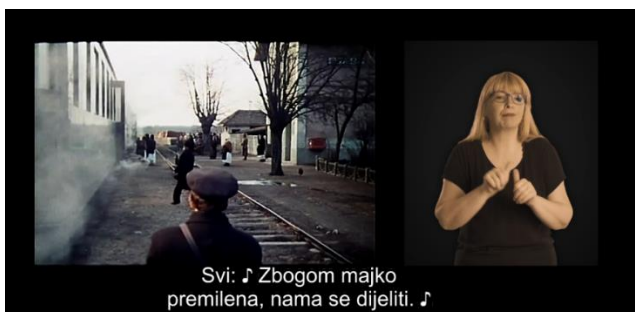 Svi: ♪ Zbogom majko
premilena, nama se dijeliti. ♪